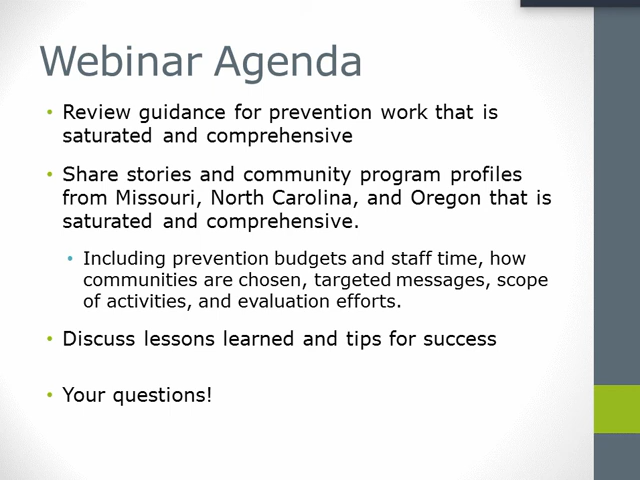 Webinar Agenda
• Review guidance for prevention work that is
saturated and comprehensive
• Share stories and community program profiles
from Missouri, North Carolina, and Oregon that is
saturated and comprehensive.
• Including prevention budgets and staff time, how
communities are chosen, targeted messages, scope
of activities, and evaluation efforts.
• Discuss lessons learned and tips for success
• Your questions!